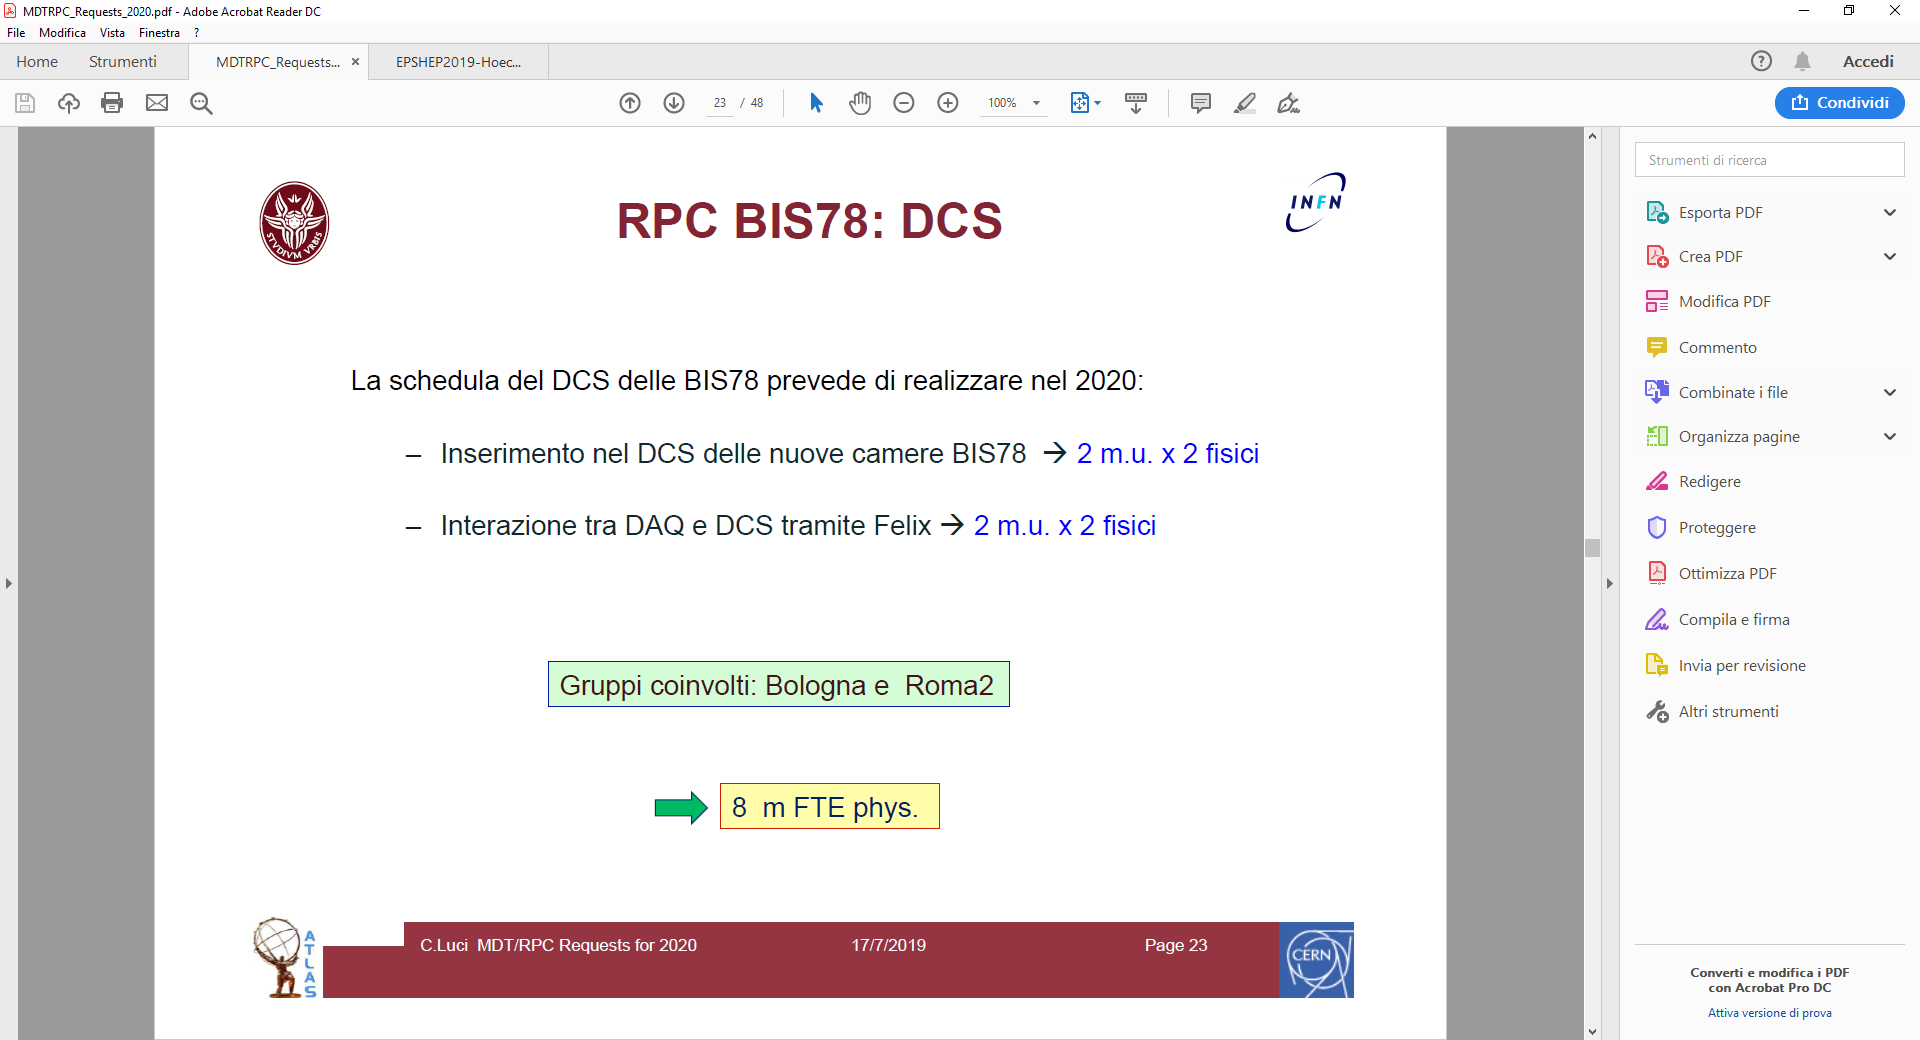 MDTRPC_Requests_2020.pdf - Adobe Acrobat Reader DC
File Modifica Vista Finestra ?
Home Strumenti MDTRPC_Requests... × EPSHEP2019-Hoec... ? Accedi
23 / 48 100% Condividi
STVDIVM VRBIS
RPC BIS78: DCS
INFN
La schedula del DCS delle BIS78 prevede di realizzare nel 2020:
– Inserimento nel DCS delle nuove camere BIS78 → 2 m.u. x 2 fisici
– Interazione tra DAQ e DCS tramite Felix → 2 m.u. x 2 fisici
Gruppi coinvolti: Bologna e Roma2
8 m FTE phys.
ATLAS
C.Luci MDT/RPC Requests for 2020 17/7/2019 Page 23
CERN
Strumenti di ricerca
Esporta PDF
Crea PDF
Modifica PDF
Commento
Combinate i file
Organizza pagine
Redigere
Proteggere
Ottimizza PDF
Compila e firma
Invia per revisione
Altri strumenti
Converti e modifica i PDF
con Acrobat Pro DC
Attiva versione di prova